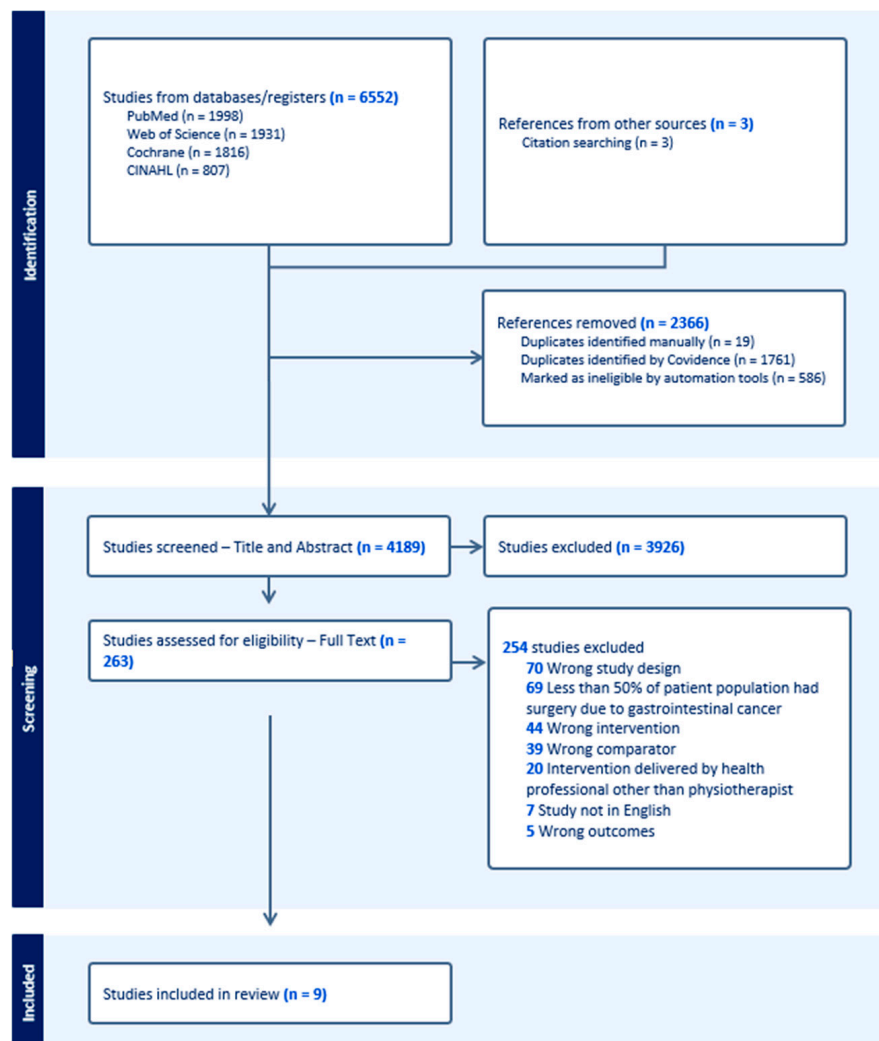 Identification
Studies from databases/registers (n = 6552)
PubMed (n = 1998)
Web of Science (n = 1931)
Cochrane (n = 1816)
CINAHL (n = 807)
References from other sources (n = 3)
Citation searching (n = 3)
References removed (n = 2366)
Duplicates identified manually (n = 19)
Duplicates identified by Covidence (n = 1761)
Marked as ineligible by automation tools (n = 586)
Screening
Studies screened – Title and Abstract (n = 4189)
Studies excluded (n = 3926)
Studies assessed for eligibility – Full Text (n =
263)
254 studies excluded
70 Wrong study design
69 Less than 50% of patient population had
surgery due to gastrointestinal cancer
44 Wrong intervention
39 Wrong comparator
20 Intervention delivered by health
professional other than physiotherapist
7 Study not in English
5 Wrong outcomes
Included
Studies included in review (n = 9)